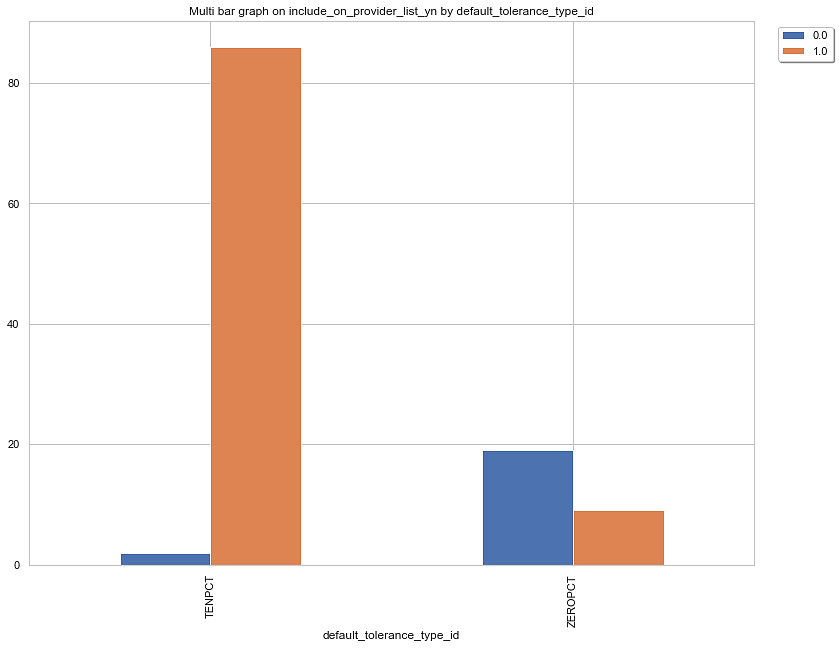 Multi bar graph on include_on_provider_list_yn by default_tolerance_type_id
0.0
1.0
80
60
40
20
0
TENPCT
ZEROPCT
default_tolerance_type_id